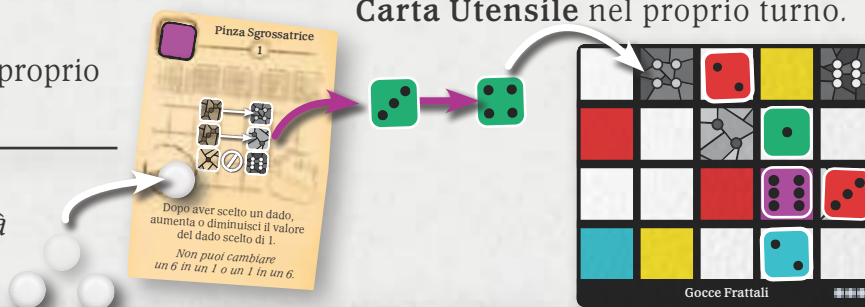 Carta Utensile nel proprio turno.
proprio
à
Pinza Sgrossatrice
1
Dopo aver scelto un dado,
aumenta o diminuisci il valore
del dado scelto di 1.
Non puoi cambiare
un 6 in un 1 o un 1 in un 6.
Gocce Frattali